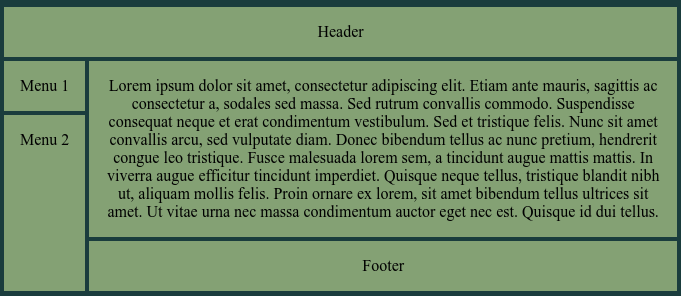 Header
Menu 1
Menu 2
Lorem ipsum dolor sit amet, consectetur adipiscing elit. Etiam ante mauris, sagittis ac
consectetur a, sodales sed massa. Sed rutrum convallis commodo. Suspendisse
consequat neque et erat condimentum vestibulum. Sed et tristique felis. Nunc sit amet
convallis arcu, sed vulputate diam. Donec bibendum tellus ac nunc pretium, hendrerit
congue leo tristique. Fusce malesuada lorem sem, a tincidunt augue mattis mattis. In
viverra augue efficitur tincidunt imperdiet. Quisque neque tellus, tristique blandit nibh
ut, aliquam mollis felis. Proin ornare ex lorem, sit amet bibendum tellus ultrices sit
amet. Ut vitae urna nec massa condimentum auctor eget nec est. Quisque id dui tellus.
Footer